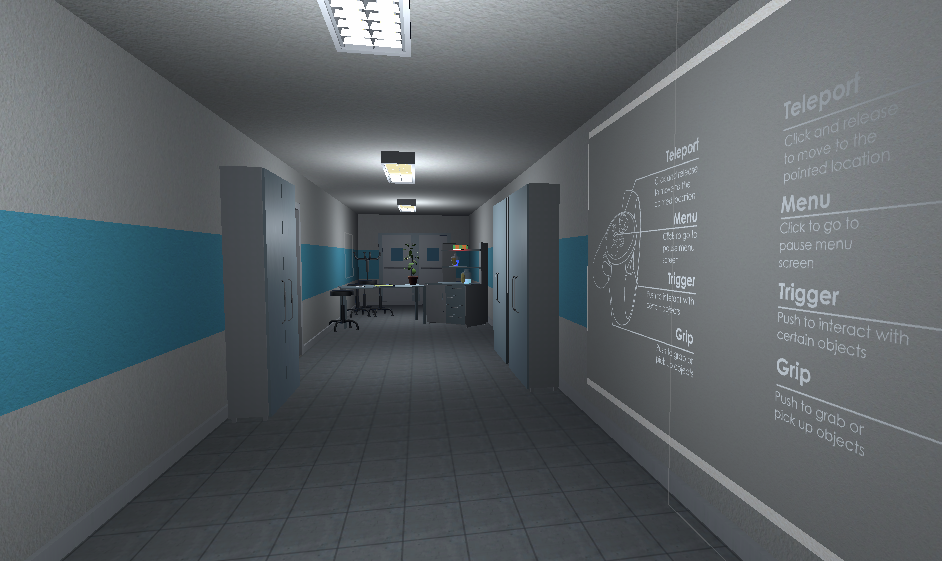 Teleport
Click and release
to move to the
poinred location
Menu
Click to go to
pause menu
screen
Trigger
Push to interact with
certain objects
Grip
Push to grab or
pick up objects
Teleport
Click and release
to move to the
poinred location
Menu
Click to go to
pause menu
screen
Trigger
Push to interact with
certain objects
Grip
Push to grab or
pick up objects